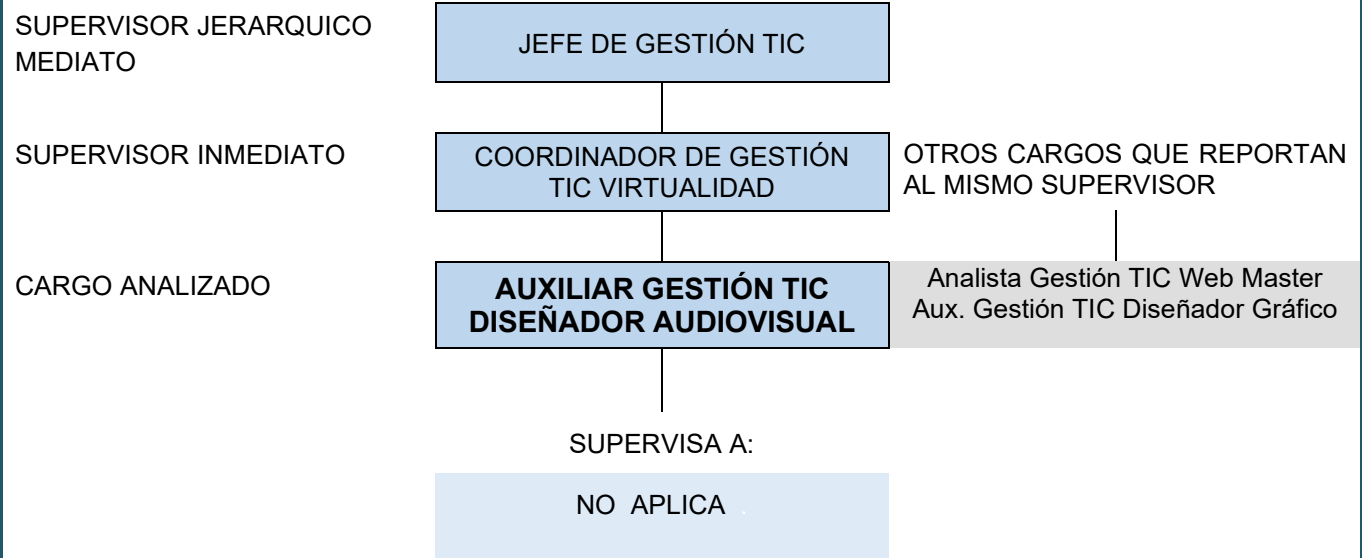 SUPERVISOR JERARQUICO
MEDIATO
JEFE DE GESTIÓN TIC
SUPERVISOR INMEDIATO
COORDINADOR DE GESTIÓN
TIC VIRTUALIDAD
OTROS CARGOS QUE REPORTAN
AL MISMO SUPERVISOR
CARGO ANALIZADO
AUXILIAR GESTIÓN TIC
DISEÑADOR AUDIOVISUAL
Analista Gestión TIC Web Master
Aux. Gestión TIC Diseñador Gráfico
SUPERVISA A:
NO APLICA